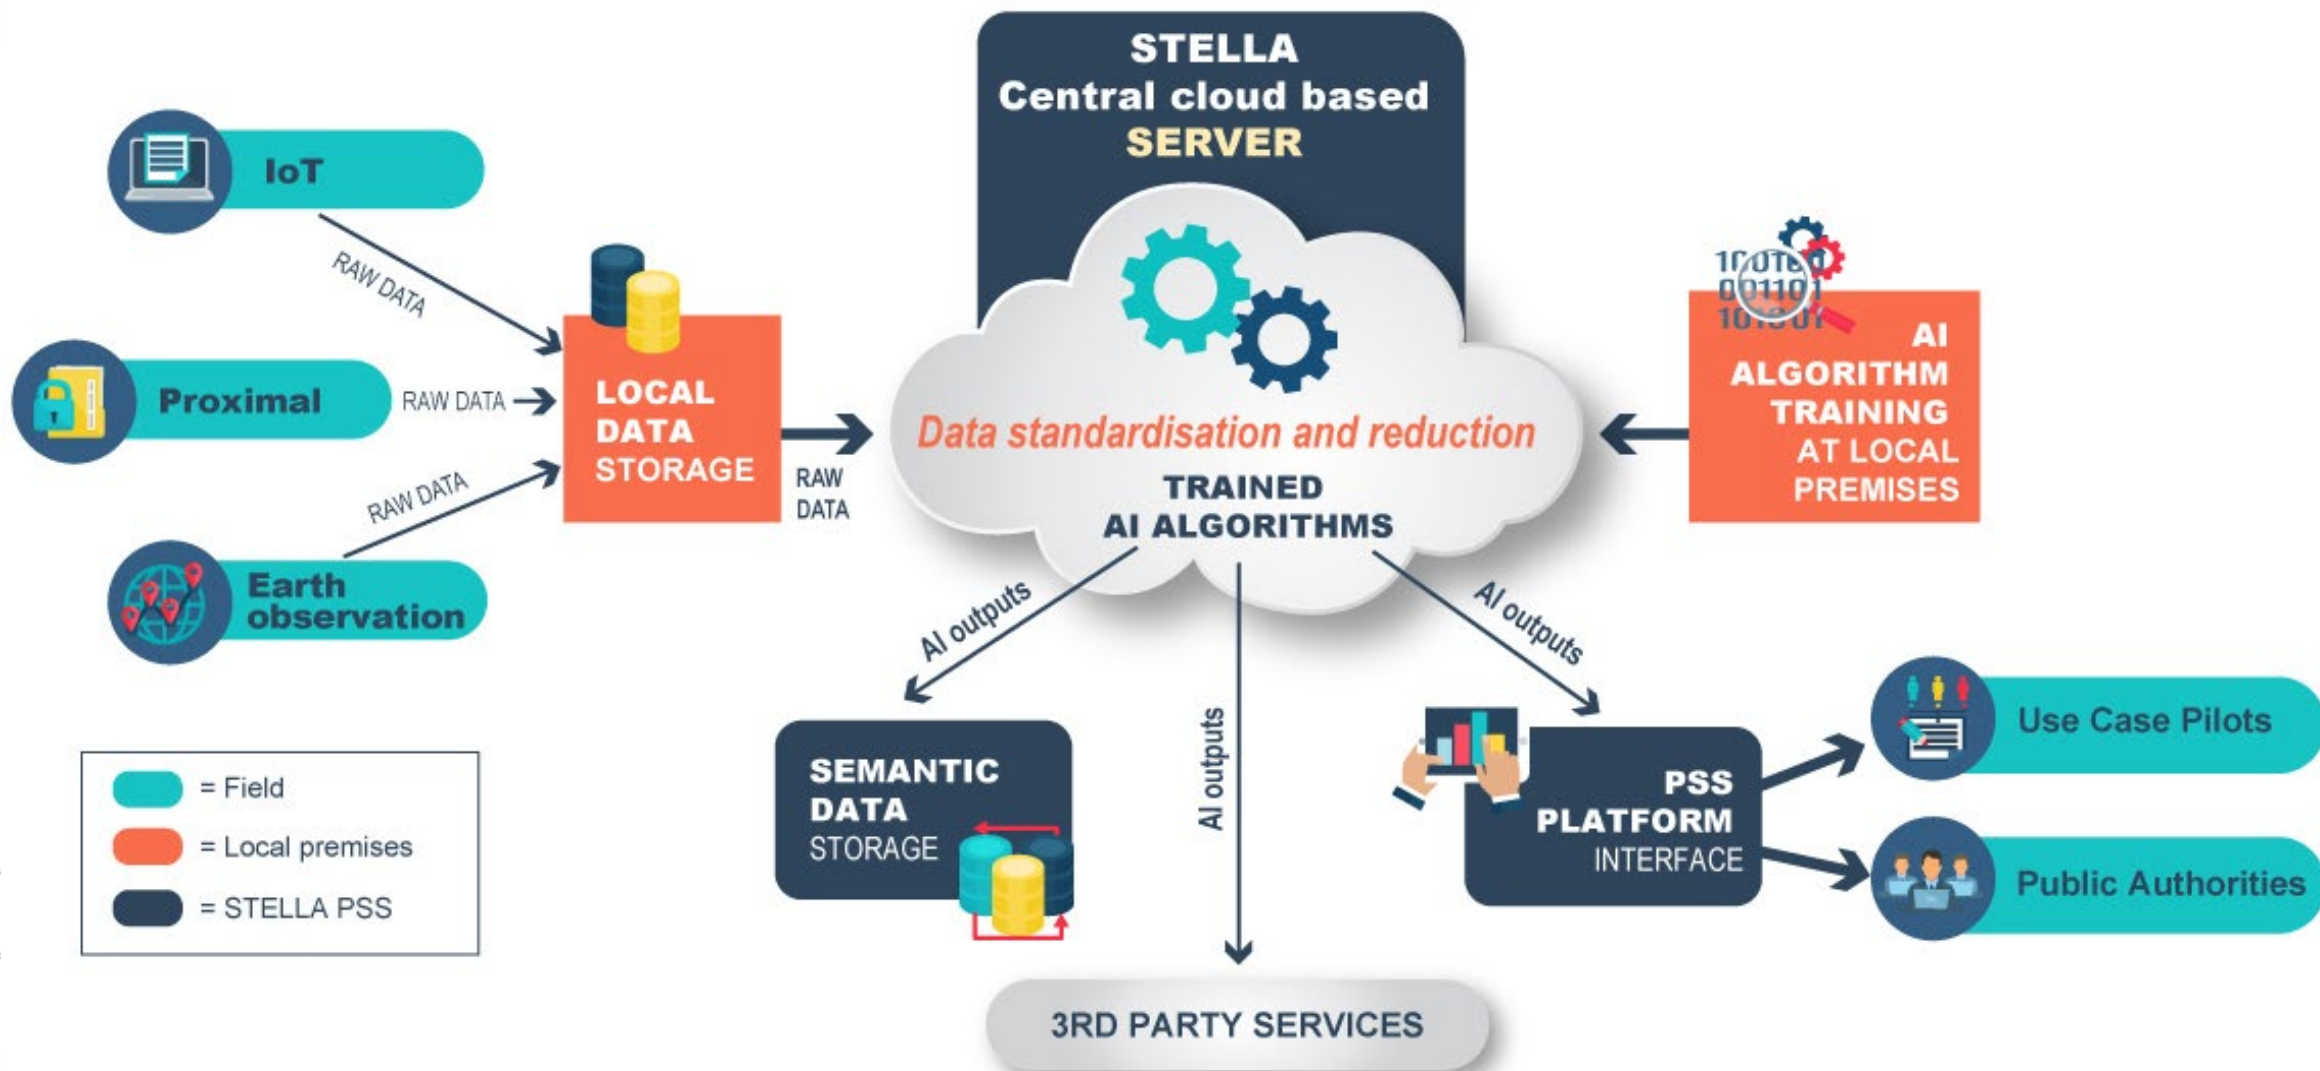 STELLA
Central cloud based
SERVER
IoT
RAW DATA
Proximal
RAW DATA
Earth
observation
RAW DATA
LOCAL
DATA
STORAGE
RAW
DATA
Data standardisation and reduction
TRAINED
AI ALGORITHMS
100100
001101
101001
AI
ALGORITHM
TRAINING
AT LOCAL
PREMISES
AI outputs
AI outputs
AI outputs
SEMANTIC
DATA
STORAGE
PSS
PLATFORM
INTERFACE
Use Case Pilots
Public Authorities
3RD PARTY SERVICES
= Field
= Local premises
= STELLA PSS